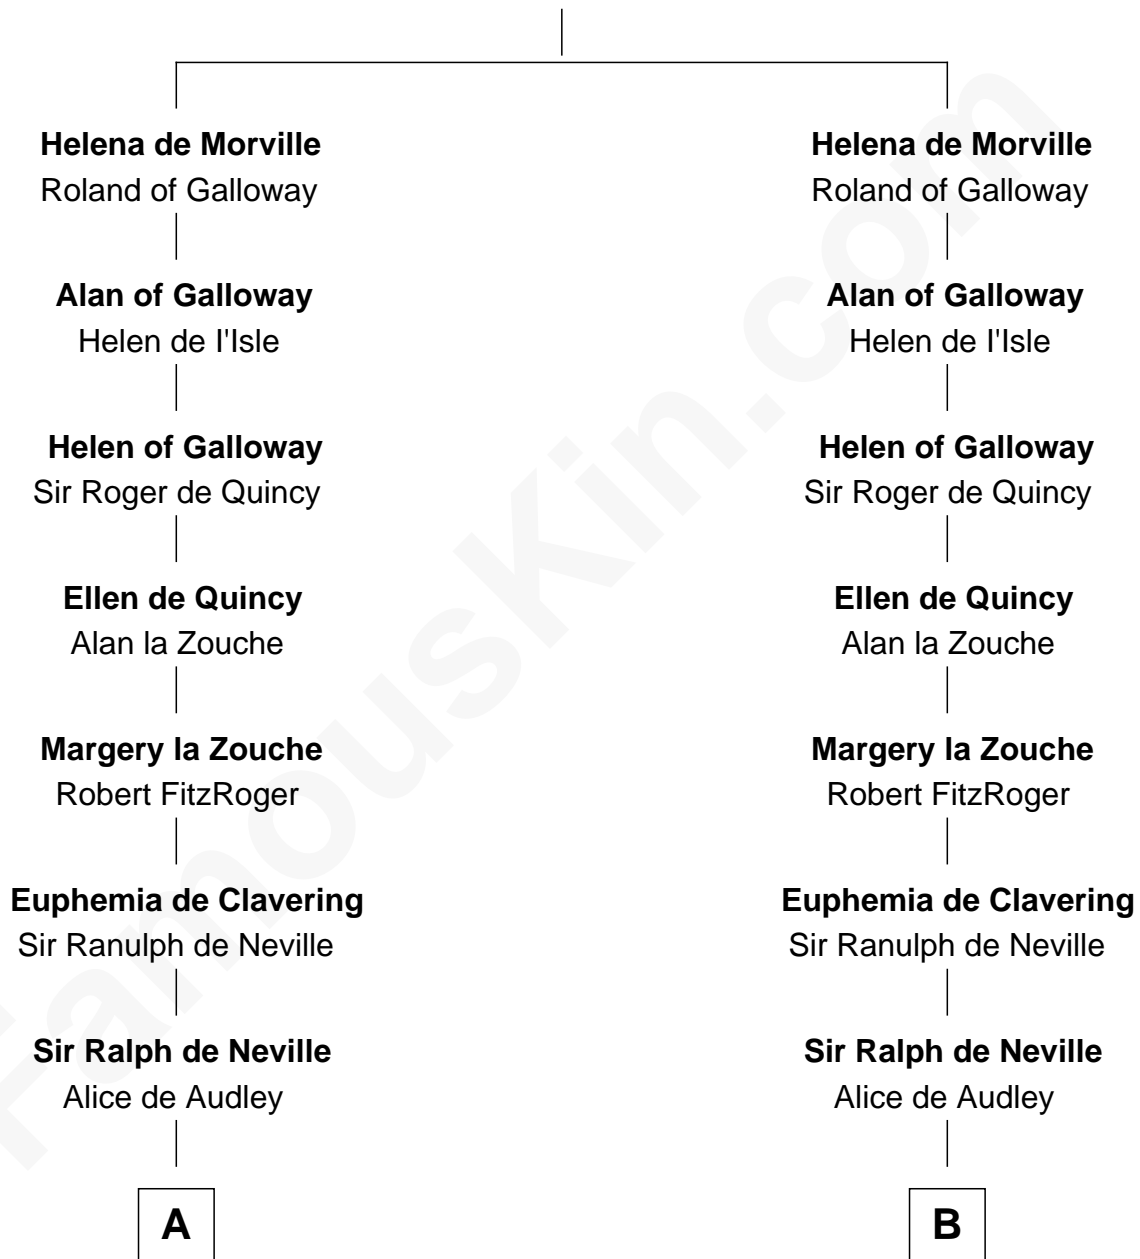 Helena de Morville Helena de Morville
Roland of Galloway Roland of Galloway
Alan of Galloway Alan of Galloway
Helen de l'Isle Helen de l'Isle
Helen of Galloway Helen of Galloway
Sir Roger de Quincy Sir Roger de Quincy
Ellen de Quincy Ellen de Quincy
Alan la Zouche Alan la Zouche
Margery la Zouche Margery la Zouche
Robert FitzRoger Robert FitzRoger
Euphemia de Clavering Euphemia de Clavering
Sir Ranulph de Neville Sir Ranulph de Neville
Sir Ralph de Neville Sir Ralph de Neville
Alice de Audley Alice de Audley
A B
FamousKin.com